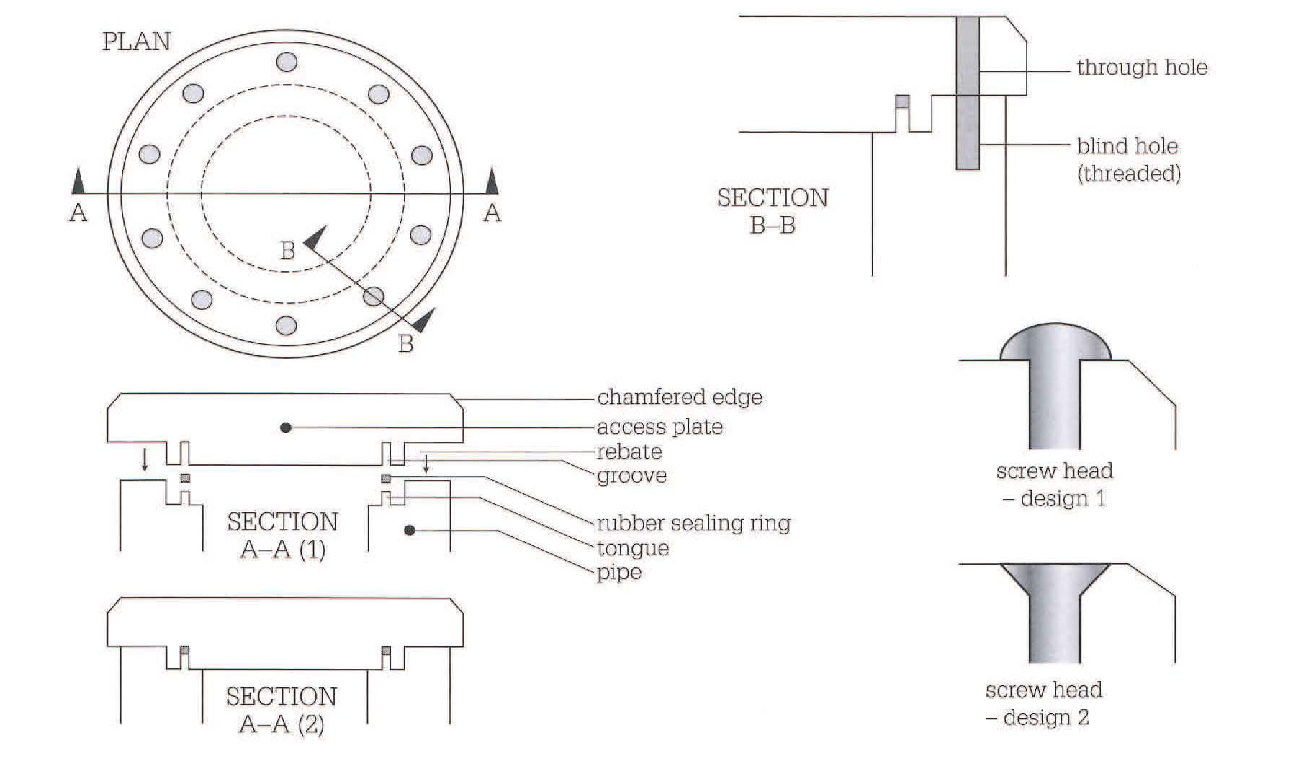 PLAN
A
A
B
B
SECTION
A–A (1)
chamfered edge
access plate
rebate
groove
rubber sealing ring
tongue
pipe
SECTION
A–A (2)
through hole
blind hole
(threaded)
SECTION
B–B
screw head
– design 1
screw head
– design 2